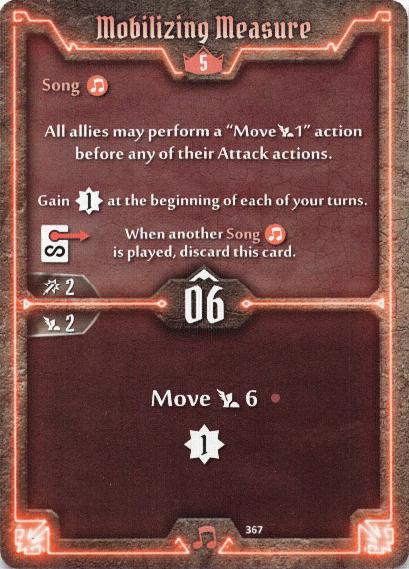 Mobilizing Measure
5
Song
All allies may perform a “Move 1” action
before any of their Attack actions.
Gain 1 at the beginning of each of your turns.
S When another Song
is played, discard this card.
2
06
2
Move 6
1
367